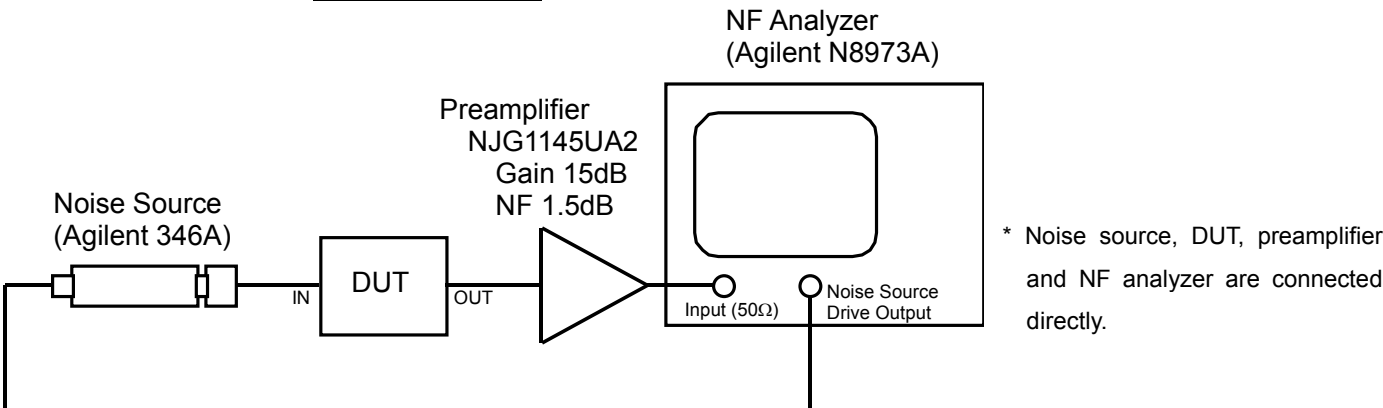 NF Analyzer
(Agilent N8973A)
Preamplifier
NJG1145UA2
Gain 15dB
NF 1.5dB
Noise Source
(Agilent 346A)
DUT
IN
OUT
Input (50Ω)
Noise Source
Drive Output
* Noise source, DUT, preamplifier
and NF analyzer are connected
directly.